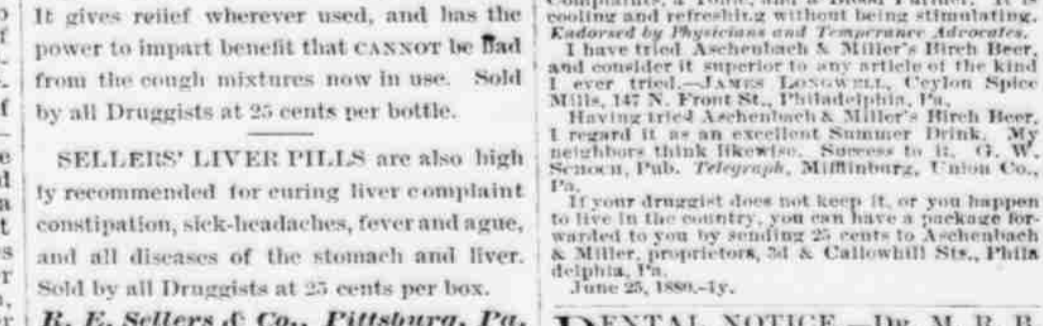 It gives relief wherever used, and has the
power to impart benefit that CANNOT be had
from the cough mixtures now in use. Sold
by all Druggists at 25 cents per bottle.
SELLERS' LIVER PILLS are also high
ly recommended for curing liver complaint
constipation, sick-headaches, fever and ague,
and all diseases of the stomach and liver.
Sold by all Druggists at 25 cents per box.
R. E. Sellers & Co., Pittsburg, Pa.
cooling and refreshing without being stimulating.
Endorsed by Physicians and Temperance Advocates.
I have tried Aschenbach & Miller's Birch Beer,
and consider it superior to any article of the kind
I ever tried.—JAMES LONGWELL, Ceylon Spice
Mills, 147 N. Front St., Philadelphia, Pa.
Having tried Aschenbach & Miller's Birch Beer,
I regard it as an excellent Summer Drink. My
neighbors think likewise. Success to it. G. W.
SCHOCH, Pub. Telegraph, Mifflinburg, Union Co.,
Pa.
If your druggist does not keep it, or you happen
to live in the country, you can have a package for-
warded to you by sending 25 cents to Aschenbach
& Miller, proprietors, 3d & Callowhill Sts., Phila
delphia, Pa.
June 25, 1880.-1y.
DENTAL NOTICE.—DR. M. B. B.